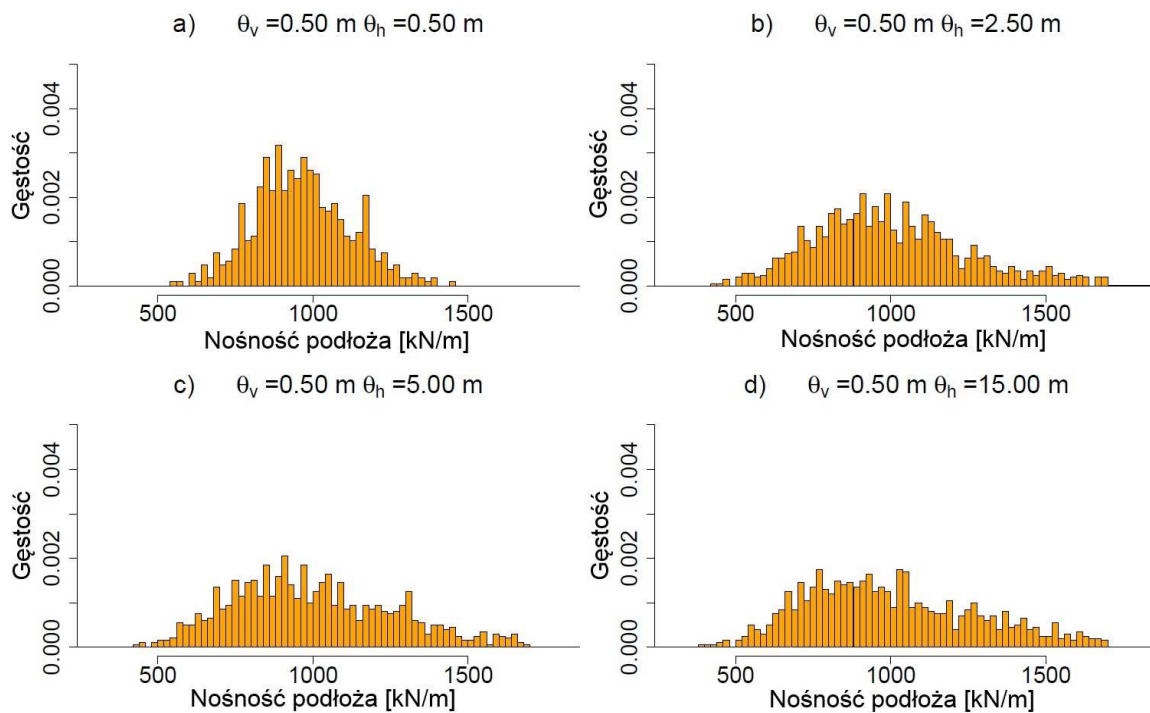 a) θv =0.50 m θh =0.50 m
Gęstość
0.000 0.002 0.004
500 1000 1500
Nośność podłoża [kN/m]
b) θv =0.50 m θh =2.50 m
Gęstość
0.000 0.002 0.004
500 1000 1500
Nośność podłoża [kN/m]
c) θv =0.50 m θh =5.00 m
Gęstość
0.000 0.002 0.004
500 1000 1500
Nośność podłoża [kN/m]
d) θv =0.50 m θh =15.00 m
Gęstość
0.000 0.002 0.004
500 1000 1500
Nośność podłoża [kN/m]